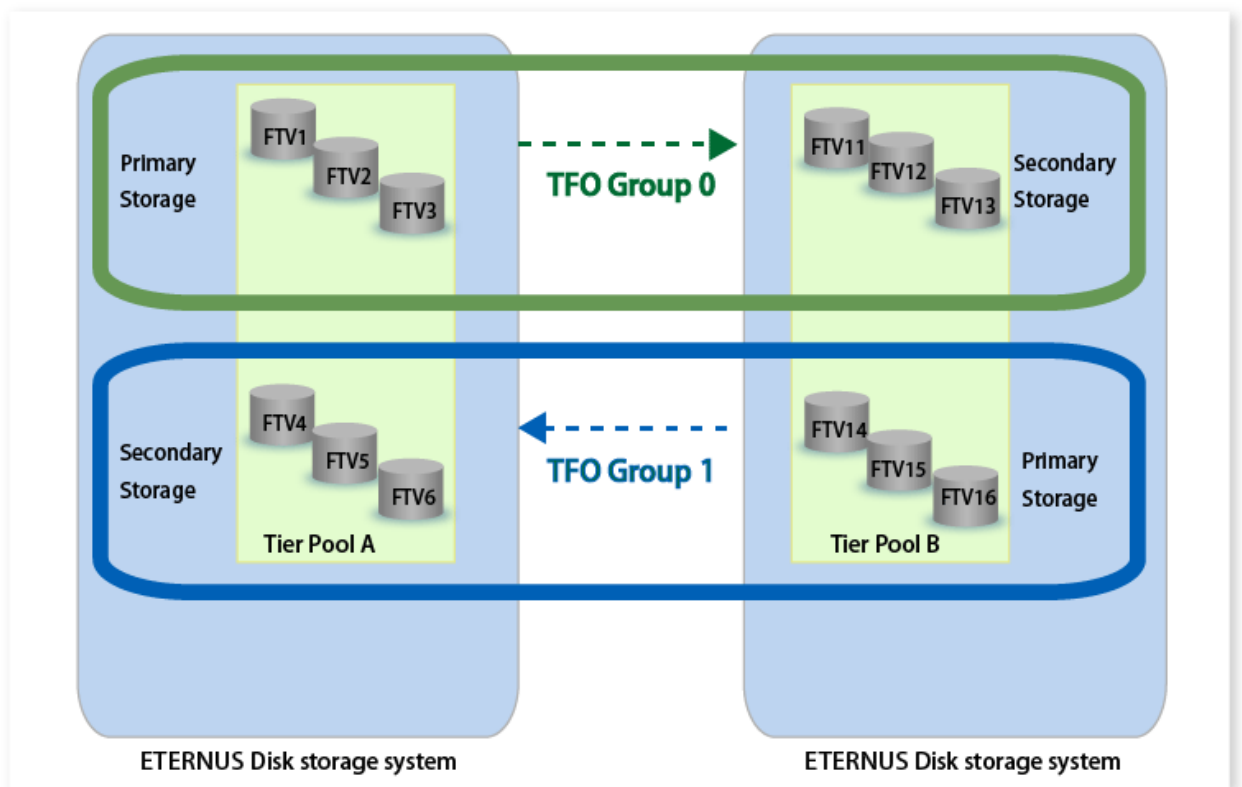 FTV1
FTV2
FTV3
Primary
Storage
TFO Group 0
FTV11
FTV12
FTV13
Secondary
Storage
FTV4
FTV5
FTV6
Secondary
Storage
Tier Pool A
TFO Group 1
FTV14
FTV15
FTV16
Primary
Storage
Tier Pool B
ETERNUS Disk storage system
ETERNUS Disk storage system